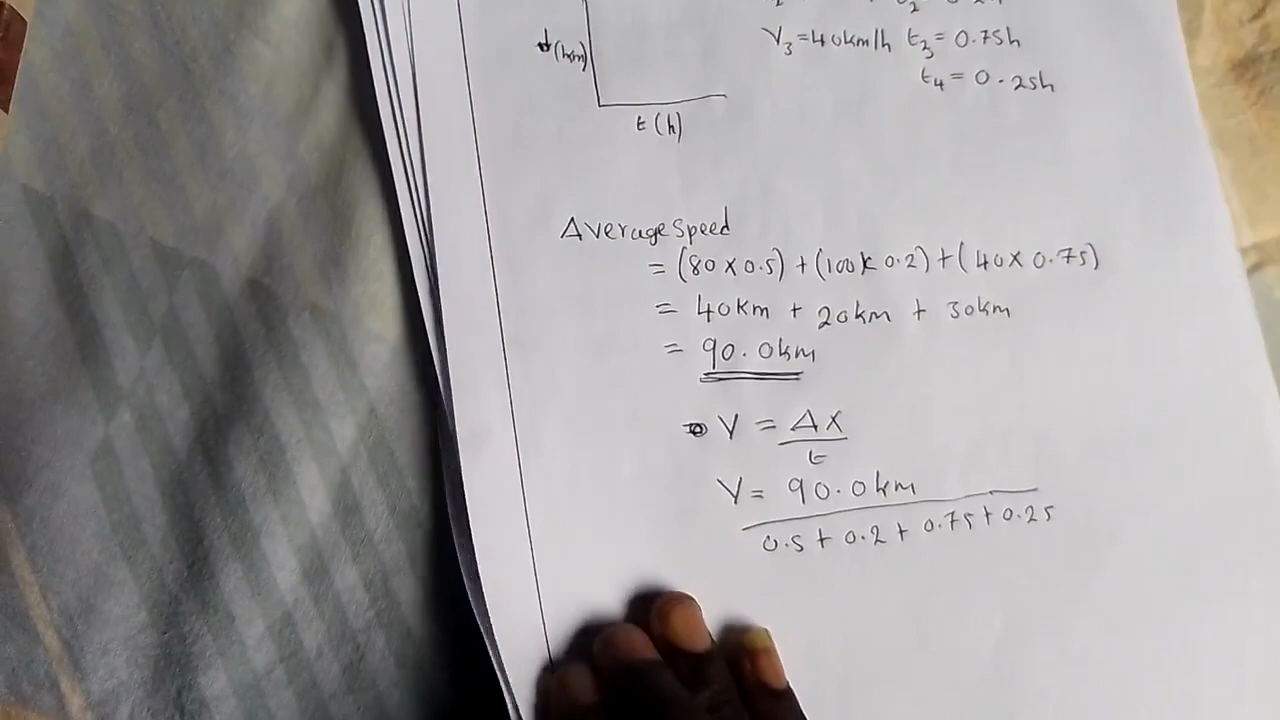 V₃=40km/h t₃= 0.75h
d(km)
t₄= 0.25h
t(h)
Average Speed
= (80 x 0.5) + (100x 0.2) + (40 x 0.75)
= 40km + 20km + 30km
= 90.0km
V = ΔX
t
V= 90.0km
0.5 + 0.2 + 0.75 + 0.25